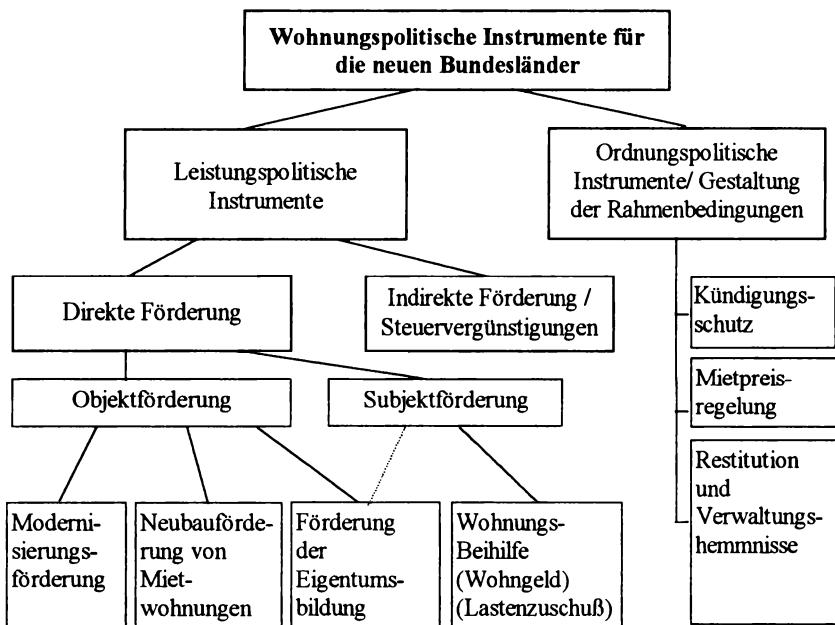 Wohnungspolitische Instrumente für
die neuen Bundesländer
Leistungspolitische
Instrumente
Ordnungspolitische
Instrumente/ Gestaltung
der Rahmenbedingungen
Direkte Förderung
Indirekte Förderung /
Steuervergünstigungen
Kündigungs-
schutz
Mietpreis-
regelung
Restitution
und
Verwaltungs-
hemmnisse
Objektförderung
Subjektförderung
Moderni-
sierungs-
förderung
Neubauförde-
rung von
Miet-
wohnungen
Förderung
der
Eigentums-
bildung
Wohnungs-
Beihilfe
(Wohngeld)
(Lastenzuschuß)